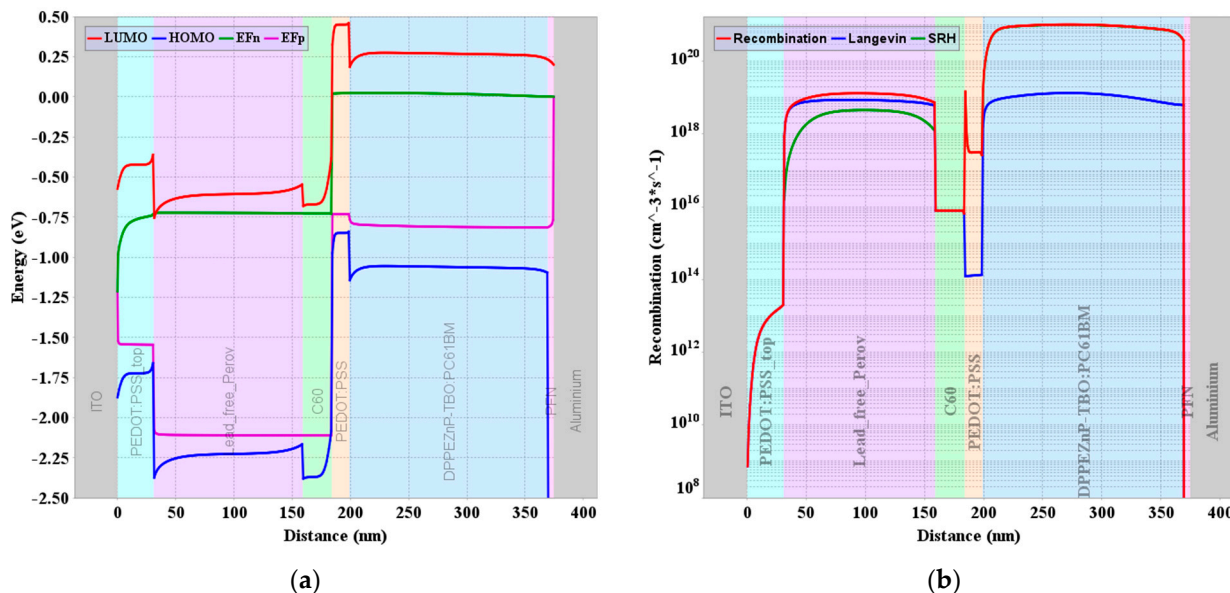 0.50
0.25
0.00
-0.25
-0.50
-0.75
-1.00
-1.25
-1.50
-1.75
-2.00
-2.25
-2.50
Energy (eV)
LUMO HOMO EFn EFp
ITO
PEDOT:PSS_top
Lead_free_Perov
C60
PEDOT:PSS
DPPEZnP-TBO:PC61BM
PFN
Aluminium
0 50 100 150 200 250 300 350 400
Distance (nm)
(a)
10^20
10^18
10^16
10^14
10^12
10^10
10^8
Recombination (cm^-3*s^-1)
Recombination Langevin SRH
ITO
PEDOT:PSS_top
Lead_free_Perov
C60
PEDOT:PSS
DPPEZnP-TBO:PC61BM
PFN
Aluminium
0 50 100 150 200 250 300 350 400
Distance (nm)
(b)